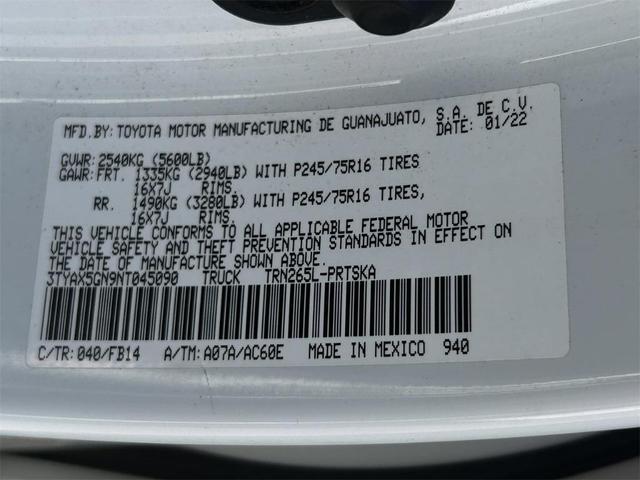 MFD.BY:TOYOTA MOTOR MANUFACTURING DE GUANAJUATO, S.A. DE C.V.
DATE: 01/22
GVWR:2540KG (5600LB)
GAWR:FRT. 1335KG (2940LB) WITH P245/75R16 TIRES
16X7J RIMS.
RR. 1490KG (3280LB) WITH P245/75R16 TIRES,
16X7J RIMS.
THIS VEHICLE CONFORMS TO ALL APPLICABLE FEDERAL MOTOR
VEHICLE SAFETY AND THEFT PREVENTION STANDARDS IN EFFECT ON
THE DATE OF MANUFACTURE SHOWN ABOVE.
3TYAX5GN9NT045090 TRUCK TRN265L-PRTSKA
C/TR:040/FB14 A/TM:A07A/AC60E MADE IN MEXICO 940